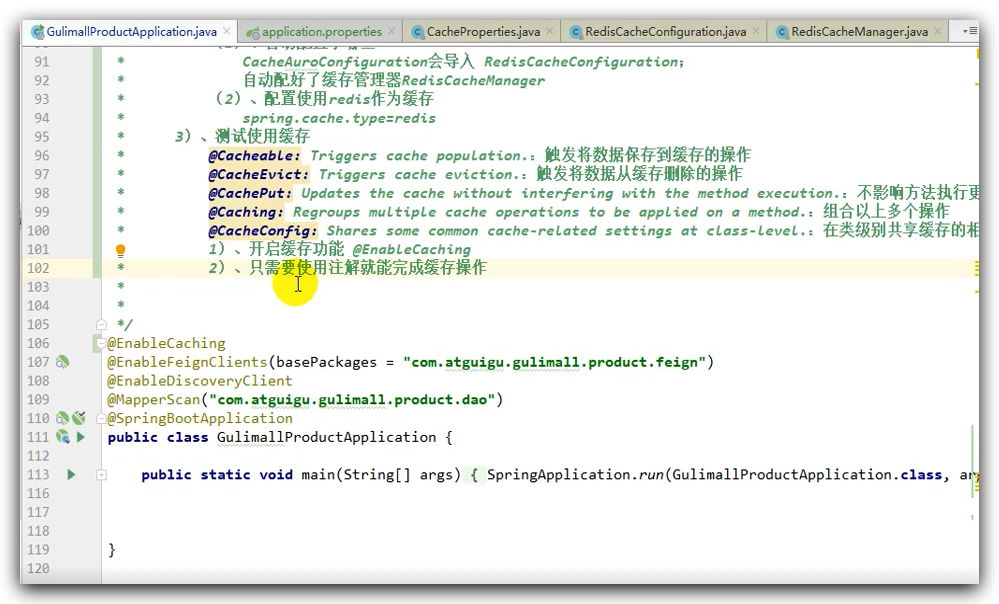 GulimallProductApplication.java × application.properties × CacheProperties.java × RedisCacheConfiguration.java × RedisCacheManager.java ×
91 * CacheAuroConfiguration会导入 RedisCacheConfiguration;
92 * 自动配好了缓存管理器RedisCacheManager
93 * (2)、配置使用redis作为缓存
94 * spring.cache.type=redis
95 * 3)、测试使用缓存
96 * @Cacheable: Triggers cache population.:触发将数据保存到缓存的操作
97 * @CacheEvict: Triggers cache eviction.:触发将数据从缓存删除的操作
98 * @CachePut: Updates the cache without interfering with the method execution.:不影响方法执行更
99 * @Caching: Regroups multiple cache operations to be applied on a method.:组合以上多个操作
100 * @CacheConfig: Shares some common cache-related settings at class-level.:在类级别共享缓存的相
101 * 1)、开启缓存功能 @EnableCaching
102 * 2)、只需要使用注解就能完成缓存操作
103 *
104 *
105 */
106 @EnableCaching
107 @EnableFeignClients(basePackages = "com.atguigu.gulimall.product.feign")
108 @EnableDiscoveryClient
109 @MapperScan("com.atguigu.gulimall.product.dao")
110 @SpringBootApplication
111 public class GulimallProductApplication {
112
113 public static void main(String[] args) { SpringApplication.run(GulimallProductApplication.class, ar
116
117
118
119 }
120